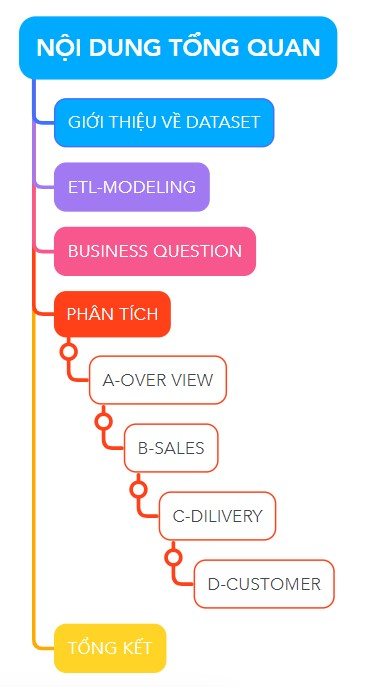 NỘI DUNG TỔNG QUAN
GIỚI THIỆU VỀ DATASET
ETL-MODELING
BUSINESS QUESTION
PHÂN TÍCH
A-OVER VIEW
B-SALES
C-DILIVERY
D-CUSTOMER
TỔNG KẾT